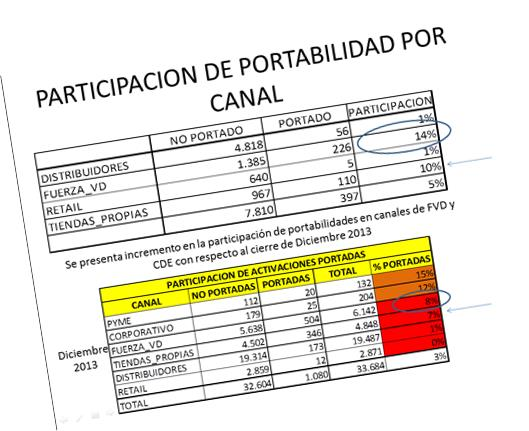 PARTICIPACION DE PORTABILIDAD POR
CANAL
NO PORTADO PORTADO PARTICIPACION
DISTRIBUIDORES 4.818 56 1%
FUERZA_VD 1.385 226 14%
RETAIL 640 5 1%
TIENDAS_PROPIAS 967 110 10%
7.810 397 5%
Se presenta incremento en la participación de portabilidades en canales de FVD y
CDE con respecto al cierre de Diciembre 2013
PARTICIPACION DE ACTIVACIONES PORTADAS
CANAL NO PORTADAS PORTADAS TOTAL % PORTADAS
PYME 112 20 132 15%
CORPORATIVO 179 25 204 12%
FUERZA_VD 5.638 504 6.142 8%
TIENDAS_PROPIAS 4.502 346 4.848 7%
DISTRIBUIDORES 19.314 173 19.487 1%
RETAIL 2.859 12 2.871 0%
TOTAL 32.604 1.080 33.684 3%
Diciembre
2013